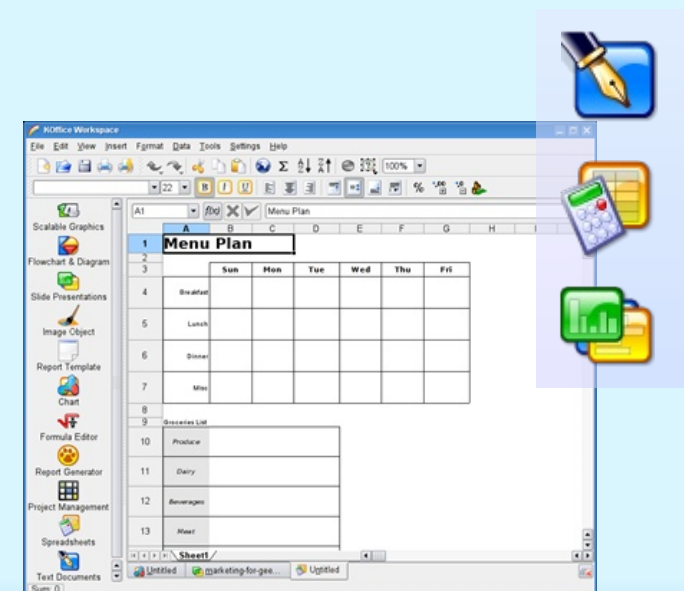 KOffice Workspace
File Edit View Insert Format Data Tools Settings Help
100%
22 B I U %
A1 f(x) Menu Plan
A B C D E F G H I
1 Menu Plan
2
3 Sun Mon Tue Wed Thu Fri
4 Breakfast
5 Lunch
6 Dinner
7 Misc
8
9 Groceries List
10 Produce
11 Dairy
12 Beverages
13 Meat
Scalable Graphics
Flowchart & Diagram
Slide Presentations
Image Object
Report Template
Chart
Formula Editor
Report Generator
Project Management
Spreadsheets
Text Documents
Sheet1
Untitled marketing-for-gee... Untitled
Sum: 0